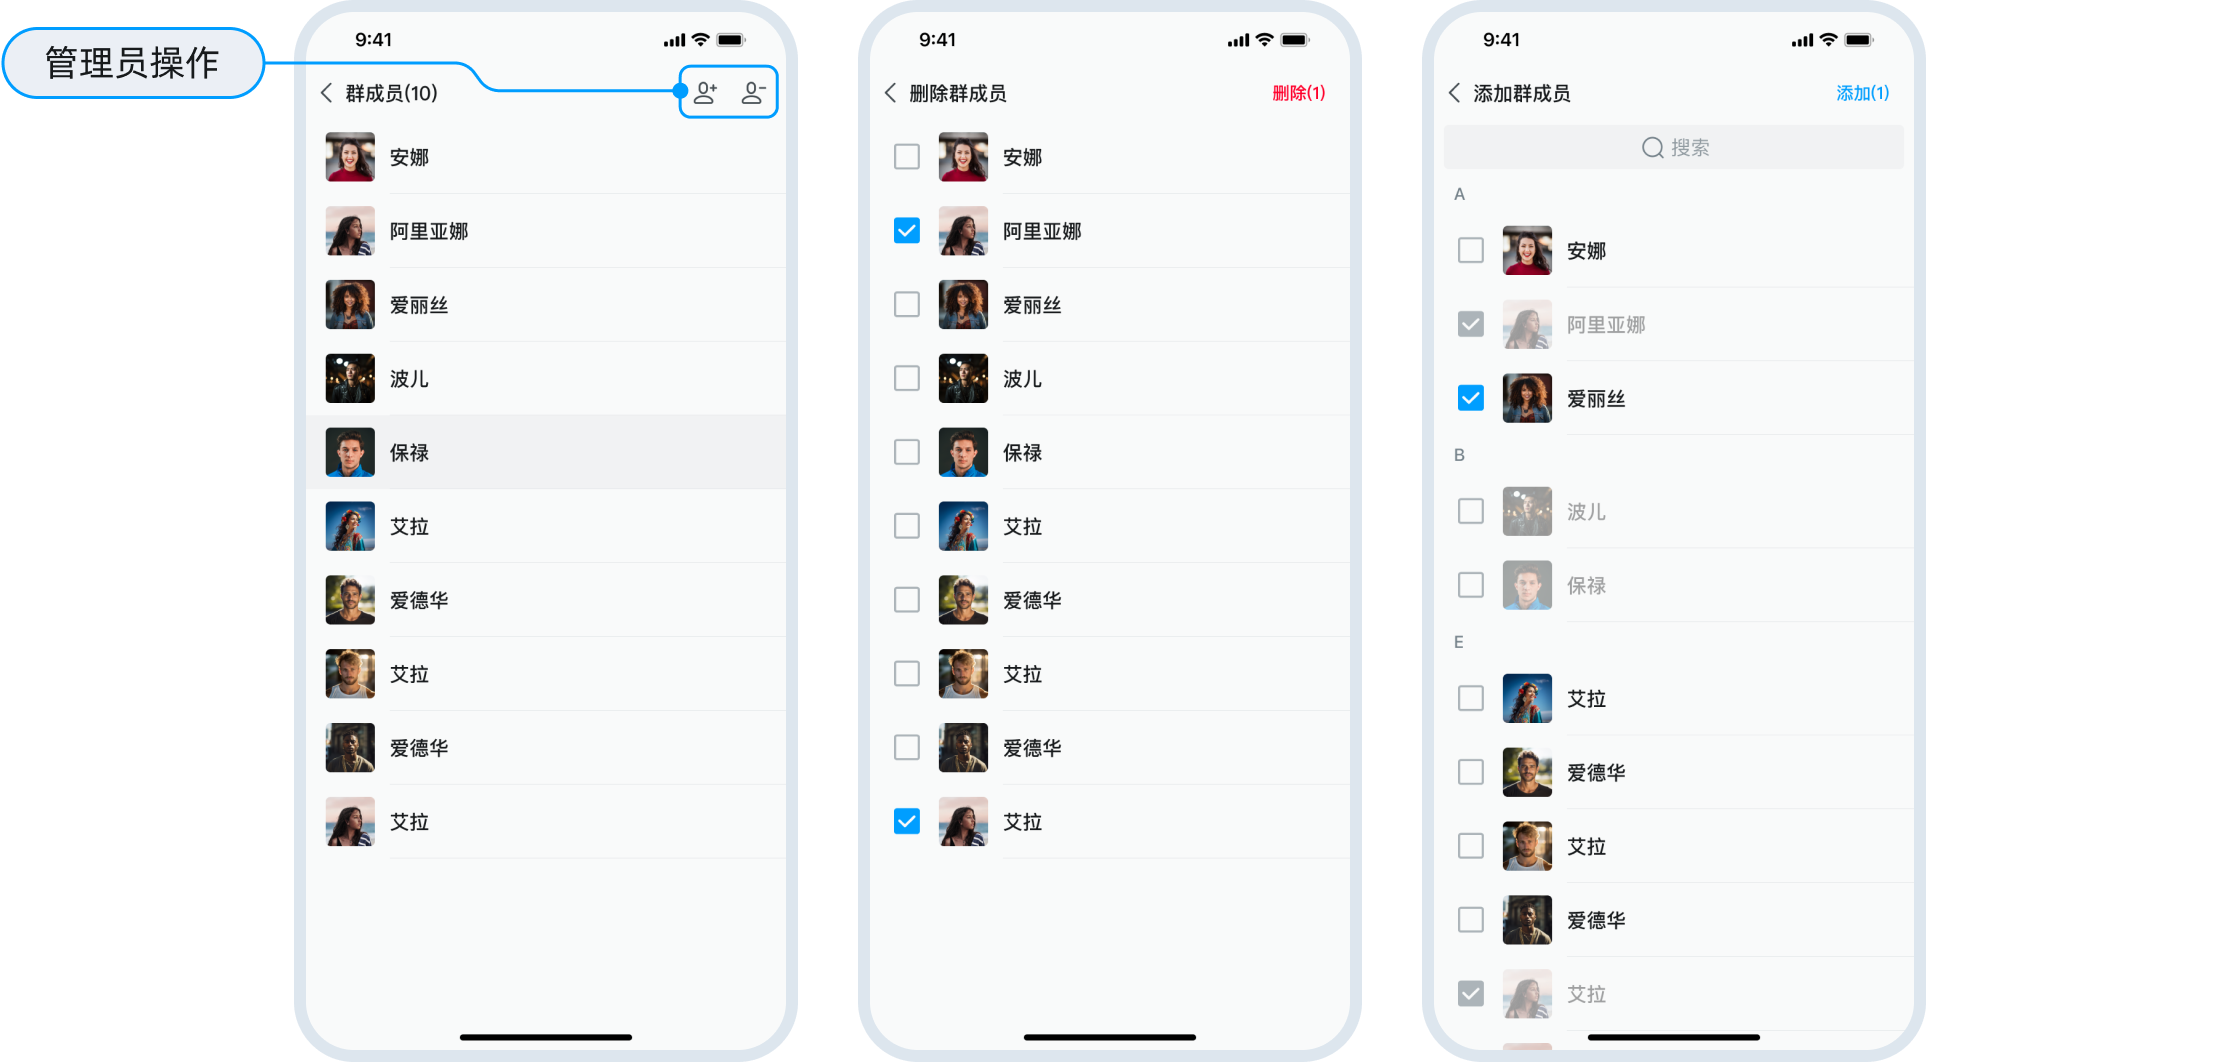 管理员操作
9:41
群成员(10)
安娜
阿里亚娜
爱丽丝
波儿
保禄
艾拉
爱德华
艾拉
爱德华
艾拉
9:41
删除群成员
删除(1)
安娜
阿里亚娜
爱丽丝
波儿
保禄
艾拉
爱德华
艾拉
爱德华
艾拉
9:41
添加群成员
添加(1)
搜索
A
安娜
阿里亚娜
爱丽丝
B
波儿
保禄
E
艾拉
爱德华
艾拉
爱德华
艾拉